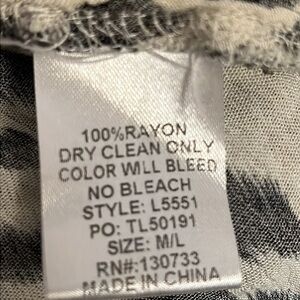 100%RAYON
DRY CLEAN ONLY
COLOR WILL BLEED
NO BLEACH
STYLE: L5551
PO: TL50191
SIZE: M/L
RN#:130733
MADE IN CHINA